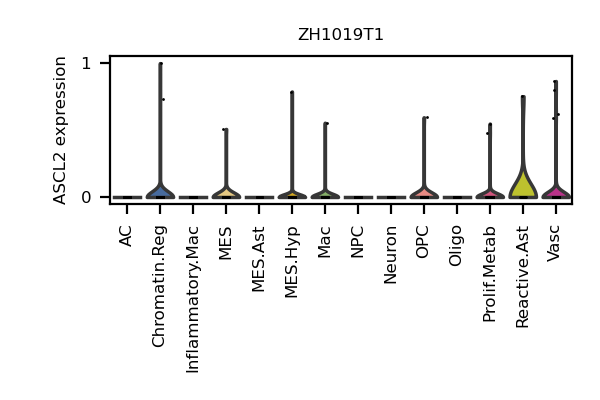 ZH1019T1
ASCL2 expression
1
0
AC
Chromatin.Reg
Inflammatory.Mac
MES
MES.Ast
MES.Hyp
Mac
NPC
Neuron
OPC
Oligo
Prolif.Metab
Reactive.Ast
Vasc